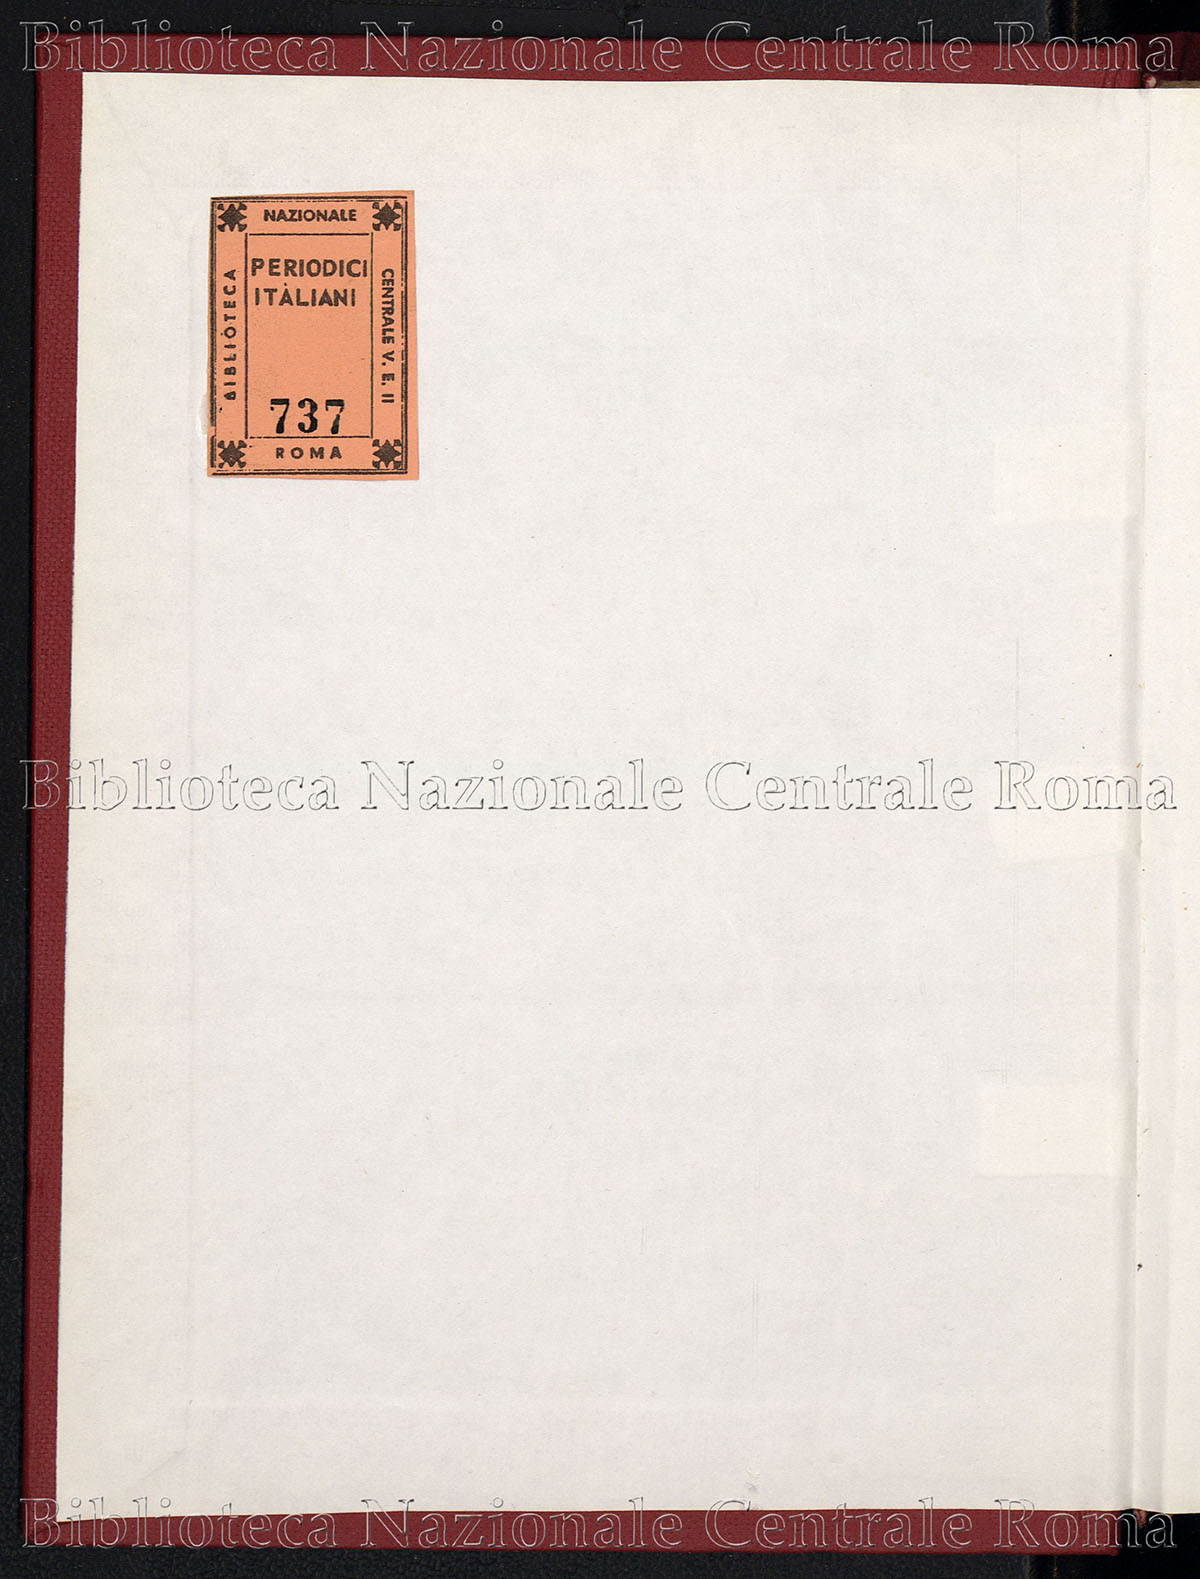 Biblioteca Nazionale Centrale Roma
NAZIONALE
BIBLIOTECA
PERIODICI
ITALIANI
CENTRALE V. E. II
737
ROMA
Biblioteca Nazionale Centrale Roma
Biblioteca Nazionale Centrale Roma